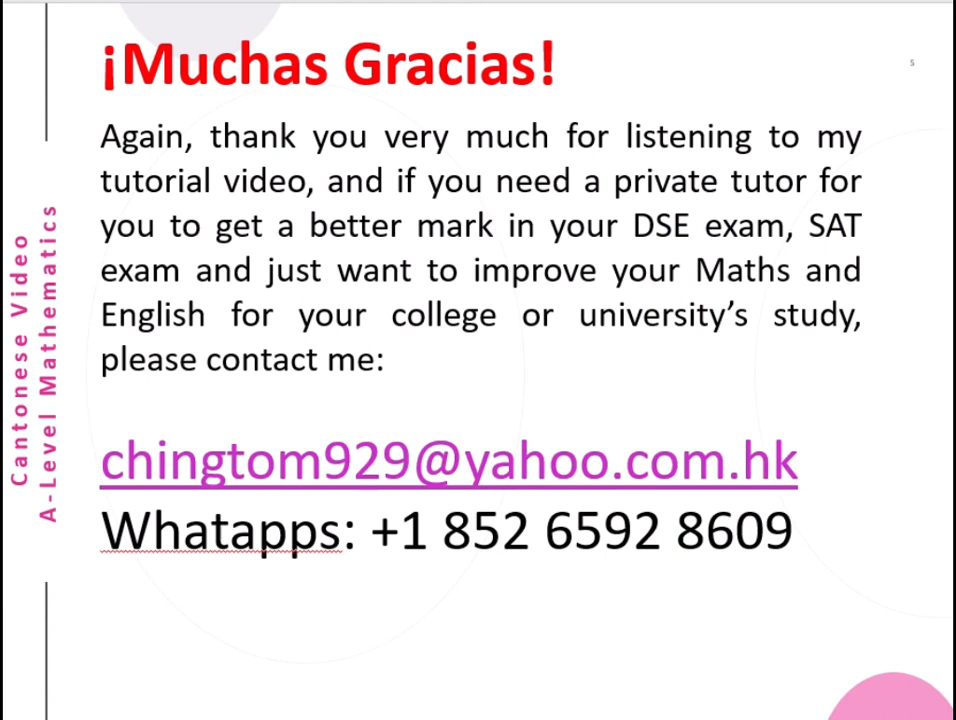 ¡Muchas Gracias!
5
Again, thank you very much for listening to my
tutorial video, and if you need a private tutor for
you to get a better mark in your DSE exam, SAT
exam and just want to improve your Maths and
English for your college or university’s study,
please contact me:
chingtom929@yahoo.com.hk
Whatapps: +1 852 6592 8609
Cantonese Video
A-Level Mathematics